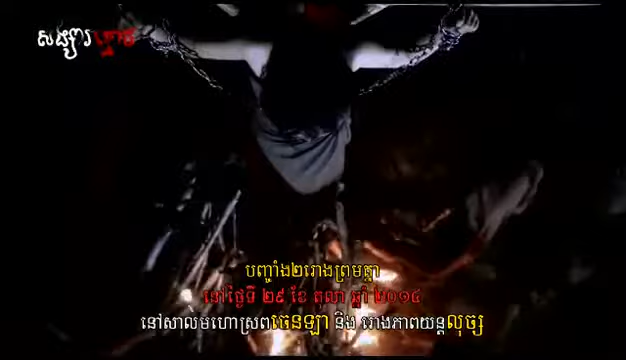 សង្សារខ្មោច
បញ្ចាំង២រោងព្រមគ្នា
នៅថ្ងៃទី ២៩ ខែ តុលា ឆ្នាំ ២០១៤
នៅសាលមហោស្រពចេនឡា និង រោងភាពយន្តលុច្ស